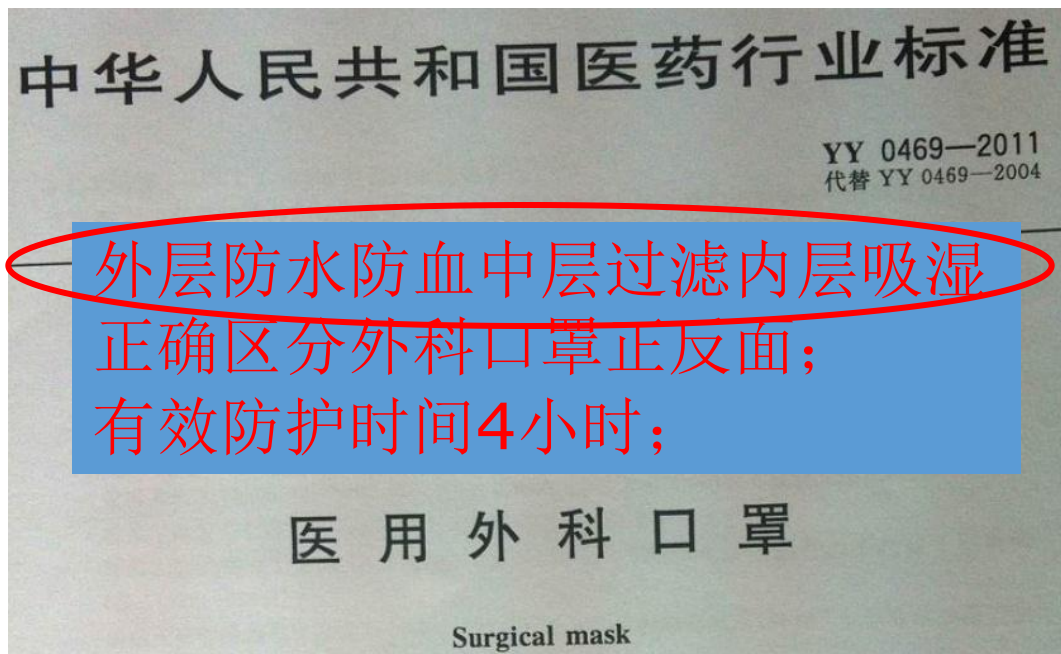 中华人民共和国医药行业标准
YY 0469—2011
代替 YY 0469—2004
外层防水防血中层过滤内层吸湿
正确区分外科口罩正反面；
有效防护时间4小时；
医用外科口罩
Surgical mask